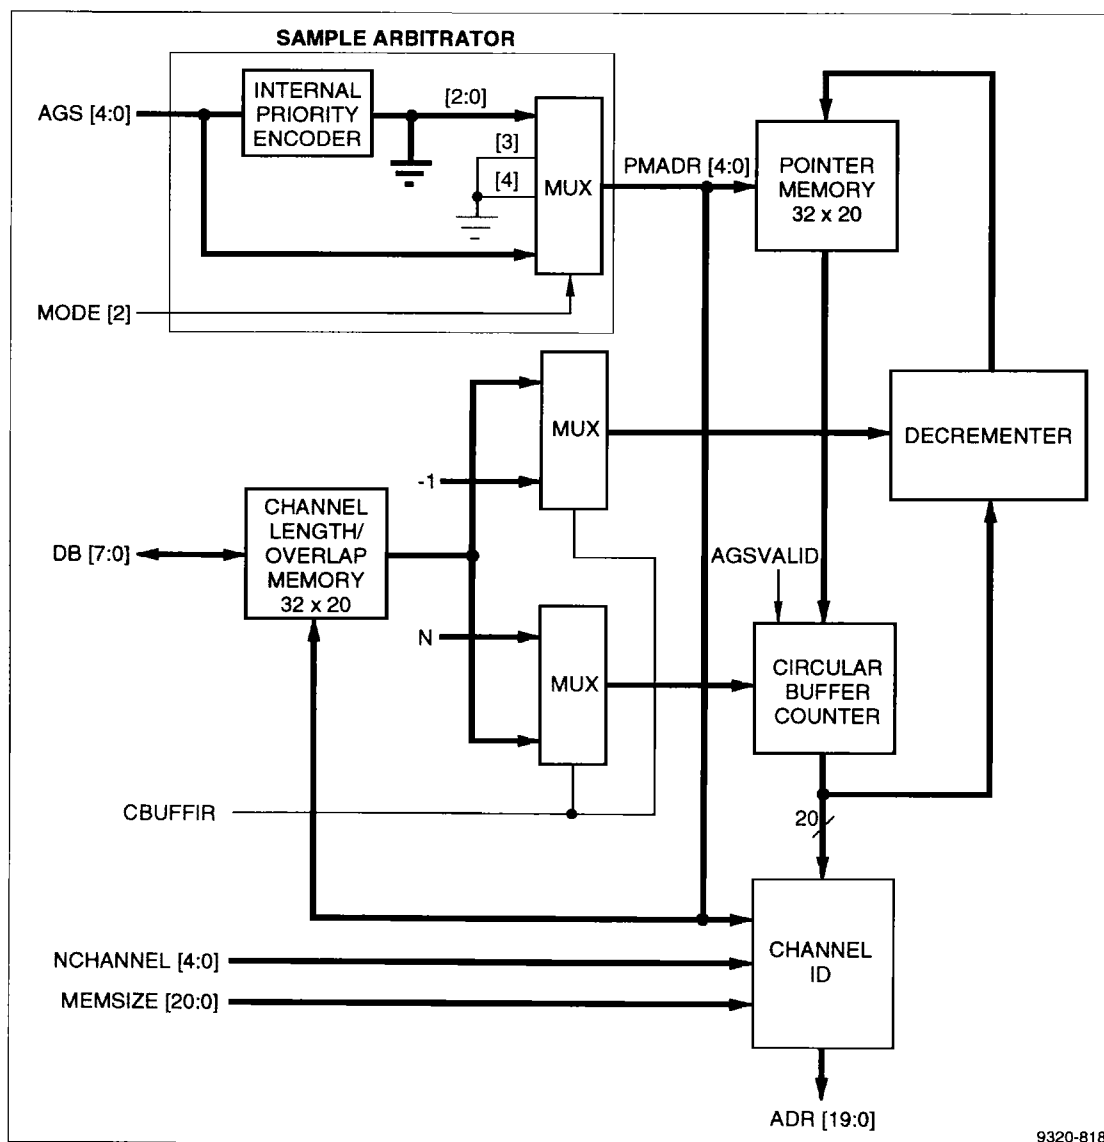 SAMPLE ARBITRATOR
AGS [4:0]
INTERNAL
PRIORITY
ENCODER
[2:0]
[3]
[4]
MUX
MODE [2]
PMADR [4:0]
POINTER
MEMORY
32 x 20
MUX
-1
DECREMENTER
CHANNEL
LENGTH/
OVERLAP
MEMORY
32 x 20
DB [7:0]
AGSVALID
N
MUX
CIRCULAR
BUFFER
COUNTER
CBUFFIR
20
NCHANNEL [4:0]
MEMSIZE [20:0]
CHANNEL
ID
ADR [19:0]
9320-818